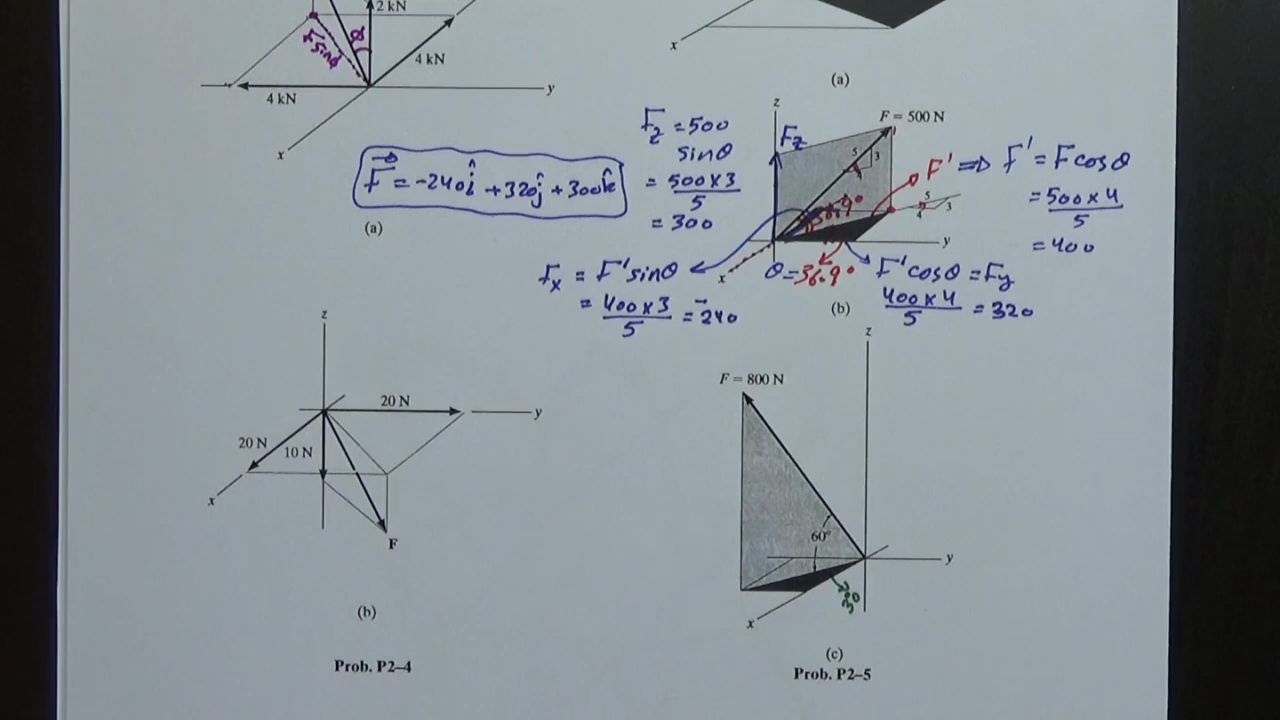 2 kN
F' sinϕ
α
4 kN
4 kN
y
x
F⃗ = -240î + 320ĵ + 300k̂
(a)
x
(a)
Fz = 500
sinθ
= 500 x 3
5
= 300
z
Fz
F = 500 N
5
3
36.9°
F' ⇒ F' = F cosθ
= 500 x 4
5
= 400
5
4
3
y
x
θ = 36.9°
F' cosθ = Fy
400 x 4
5
= 320
Fx = F' sinθ
= 400 x 3
5
= -240
(b)
z
20 N
y
20 N
10 N
x
F
(b)
Prob. P2–4
z
F = 800 N
60°
y
30
x
(c)
Prob. P2–5